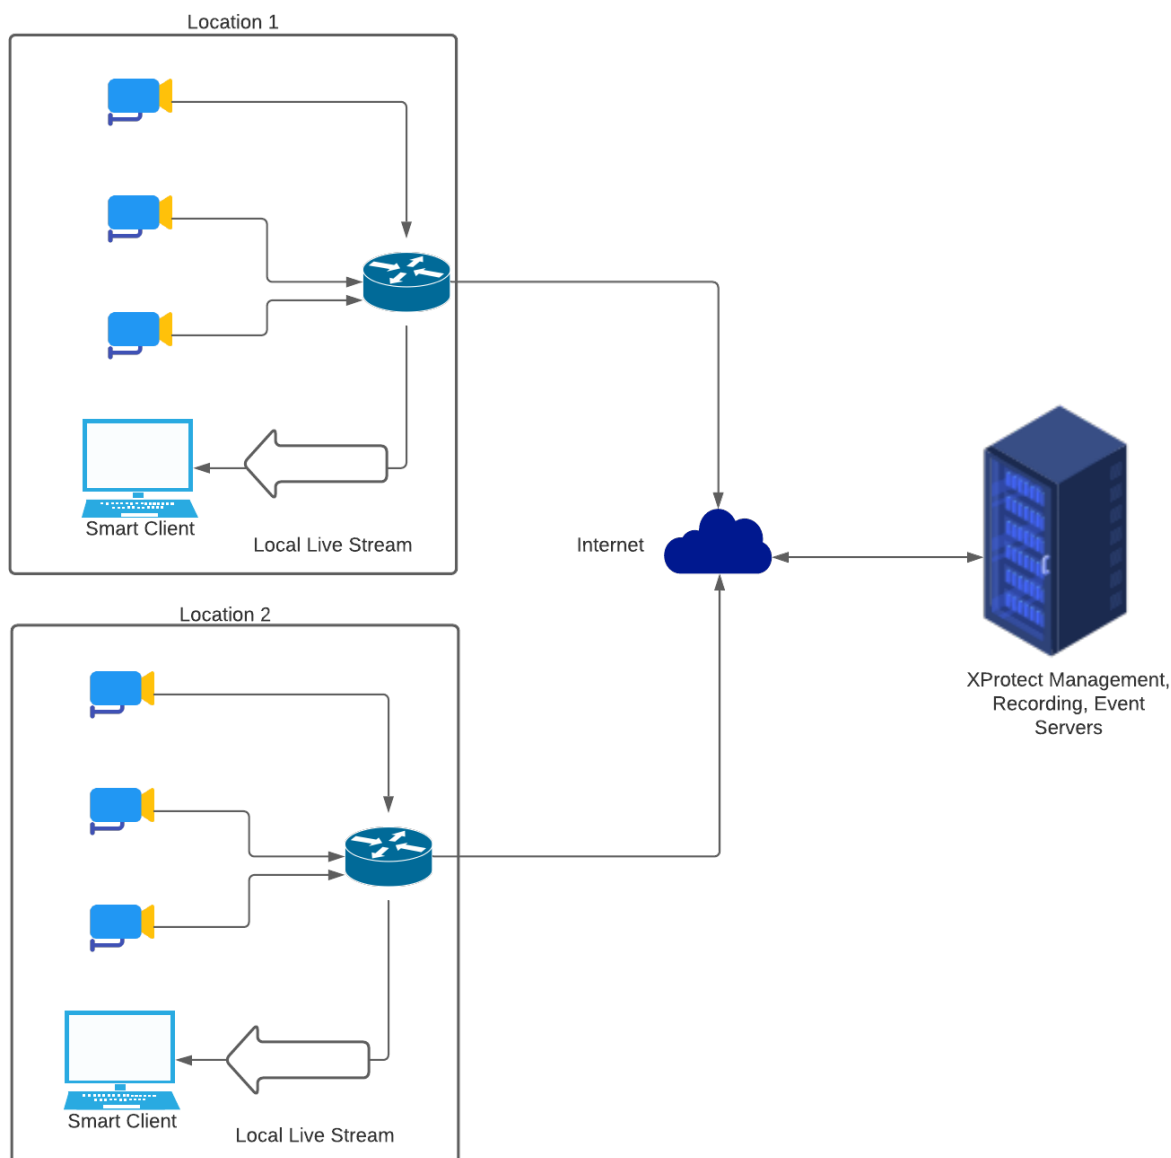 Location 1
Smart Client
Local Live Stream
Internet
XProtect Management,
Recording, Event
Servers
Location 2
Smart Client
Local Live Stream